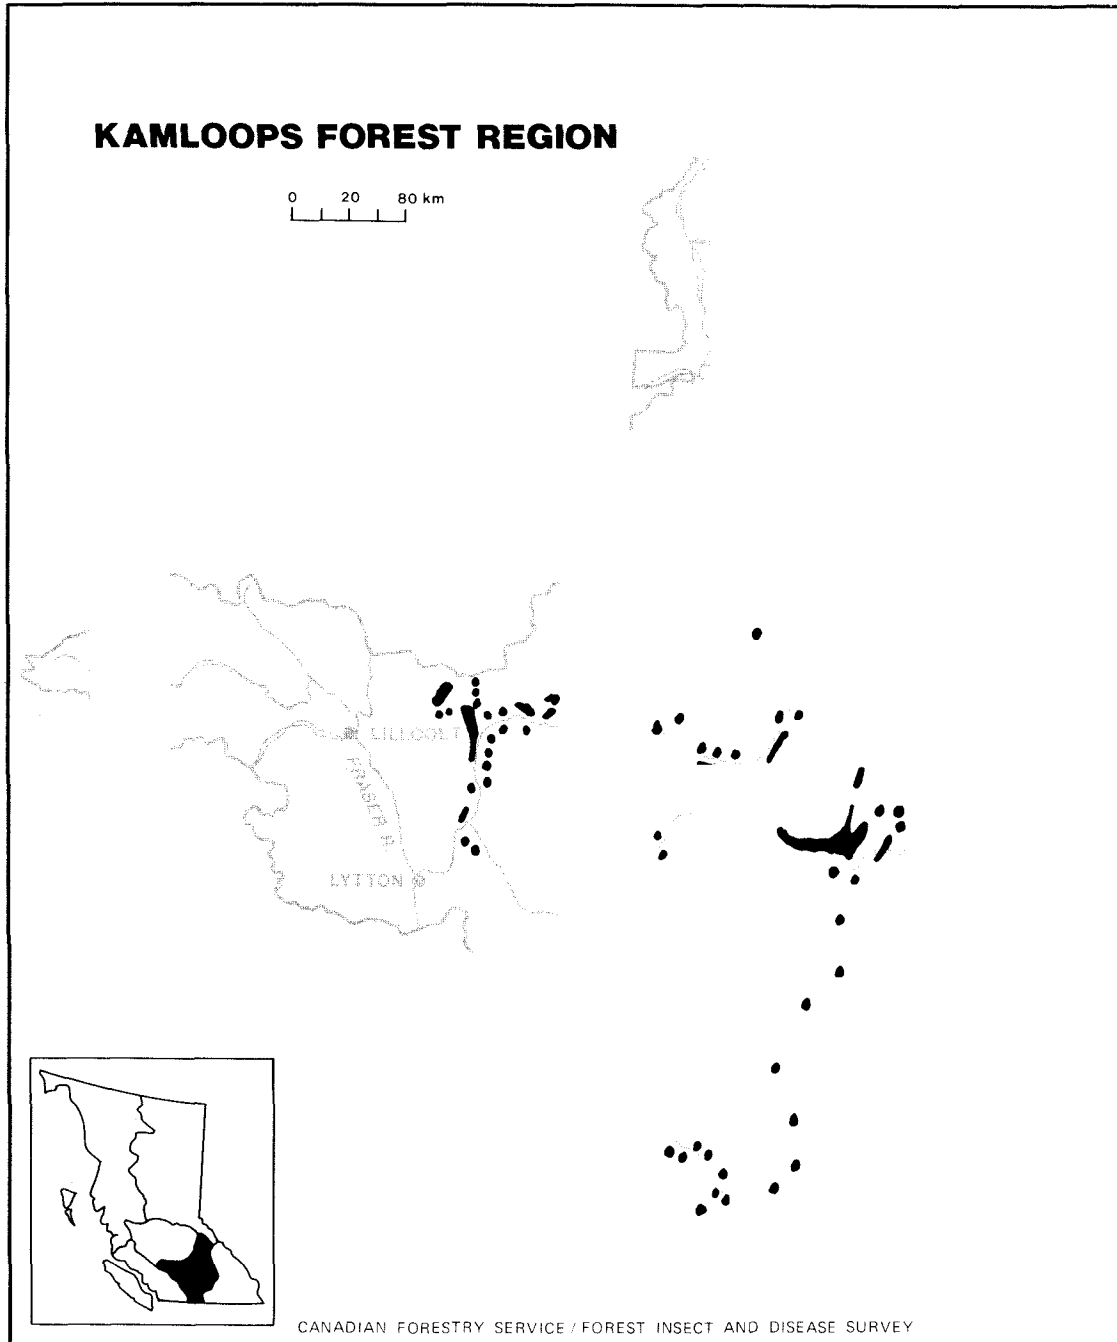 KAMLOOPS FOREST REGION
0 20 80 km
LILLOOET
FRASER R
LYTTON
CANADIAN FORESTRY SERVICE / FOREST INSECT AND DISEASE SURVEY